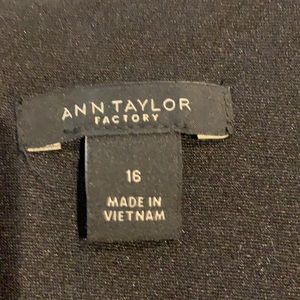 ANN TAYLOR
FACTORY
16
MADE IN
VIETNAM